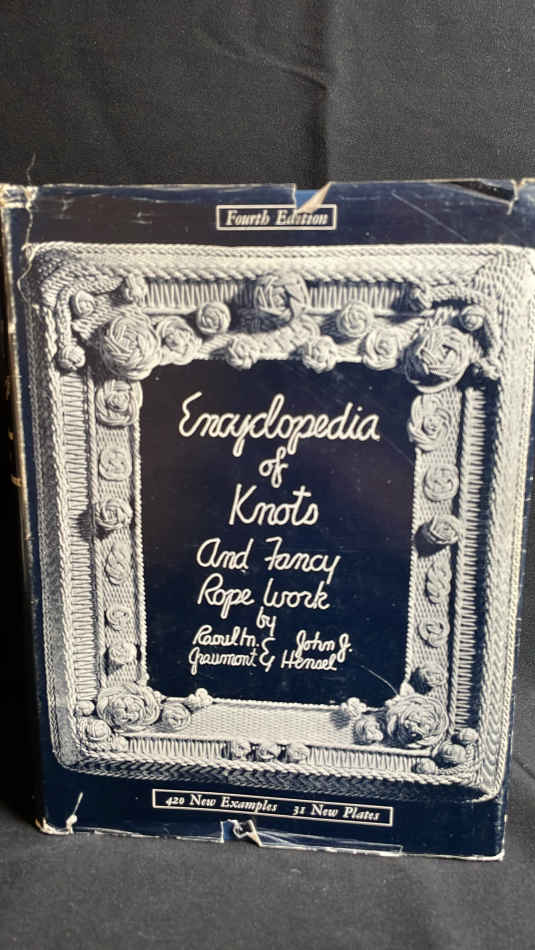 Fourth Edition
Encyclopedia
of
Knots
And Fancy
Rope Work
by
Raoul M. & John J.
Graumont Hensel
420 New Examples 31 New Plates